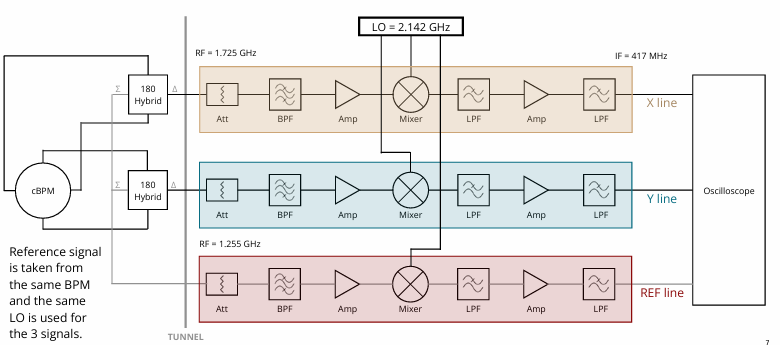 LO = 2.142 GHz
RF = 1.725 GHz
IF = 417 MHz
180
Hybrid
Σ
Δ
Att
BPF
Amp
Mixer
LPF
Amp
LPF
X line
cBPM
180
Hybrid
Σ
Δ
Att
BPF
Amp
Mixer
LPF
Amp
LPF
Y line
Oscilloscope
RF = 1.255 GHz
Att
BPF
Amp
Mixer
LPF
Amp
LPF
REF line
Reference signal
is taken from
the same BPM
and the same
LO is used for
the 3 signals.
TUNNEL
7